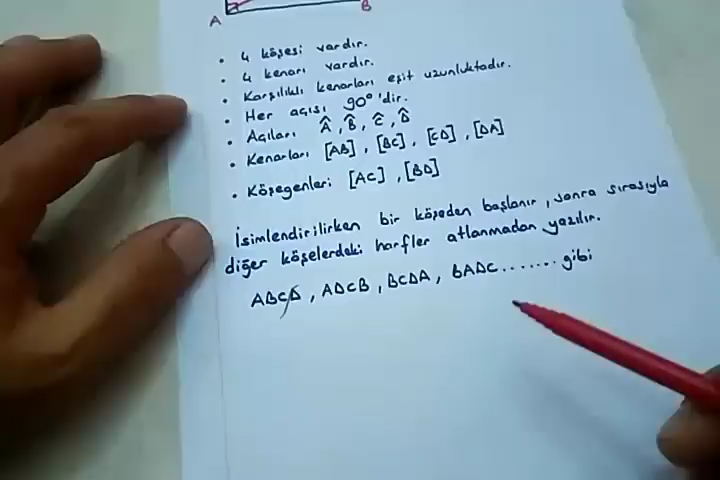 A B
• 4 köşesi vardır.
• 4 kenarı vardır.
• Karşılıklı kenarları eşit uzunluktadır.
• Her açısı 90°'dir.
• Açıları Â, B̂, Ĉ, D̂
• Kenarları [AB], [BC], [CD], [DA]
• Köşegenleri [AC], [BD]
İsimlendirilirken bir köşeden başlanır, sonra sırasıyla
diğer köşelerdeki harfler atlanmadan yazılır.
ABCD, ADCB, BCDA, BADC....... gibi